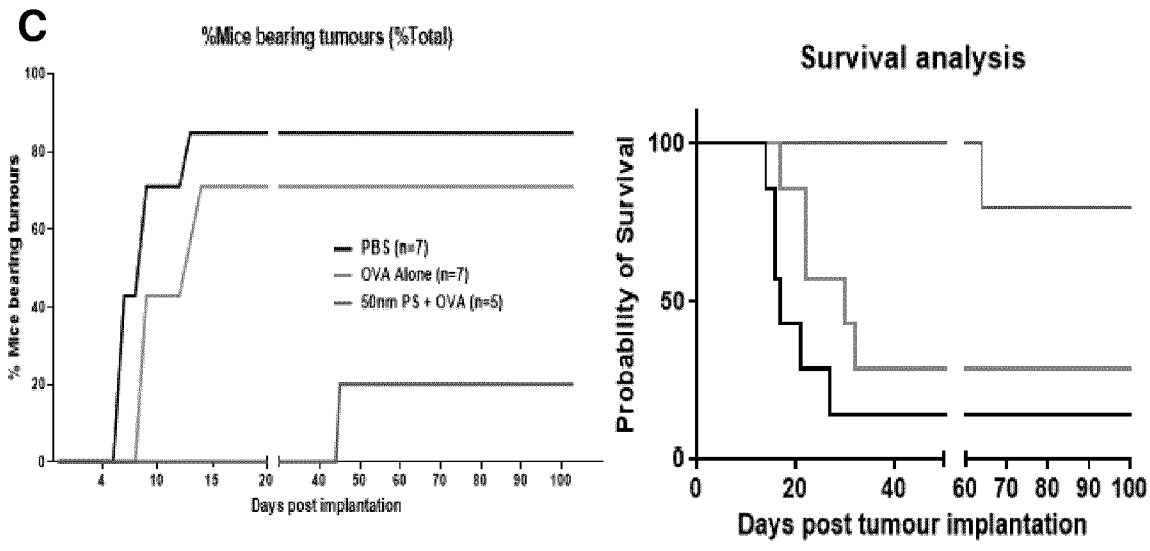 C
%Mice bearing tumours (%Total)
% Mice bearing tumours
100
80
60
40
20
0
4
10
15
20
40
50
60
70
80
90
100
Days post implantation
PBS (n=7)
OVA Alone (n=7)
50nm PS + OVA (n=5)
Survival analysis
Probability of Survival
100
50
0
0
20
40
60
70
80
90
100
Days post tumour implantation